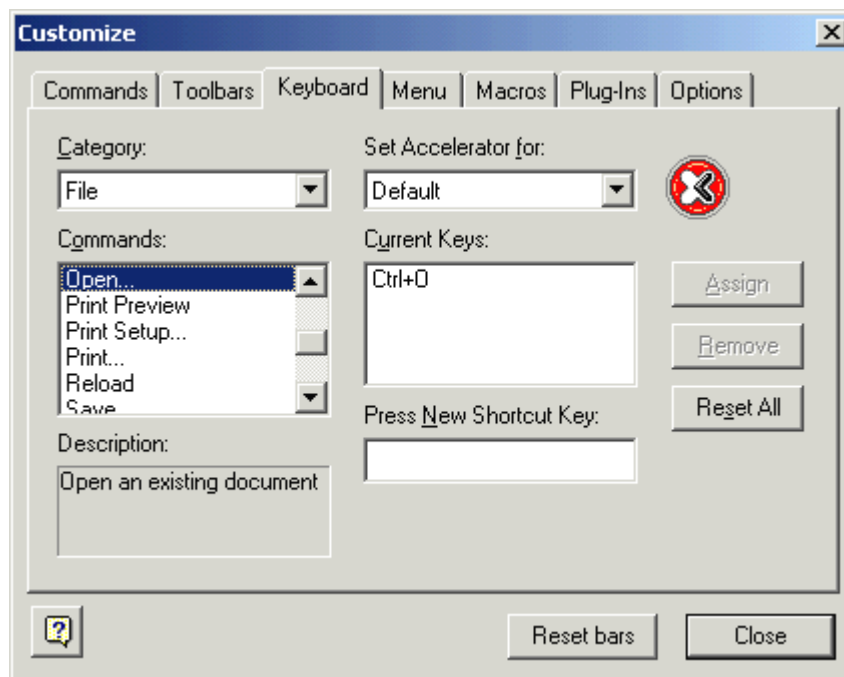 Customize
Commands Toolbars Keyboard Menu Macros Plug-Ins Options
Category: Set Accelerator for:
File Default
Commands: Current Keys:
Open... Ctrl+O
Print Preview
Print Setup...
Print...
Reload
Save
Assign
Remove
Reset All
Press New Shortcut Key:
Description:
Open an existing document
Reset bars Close